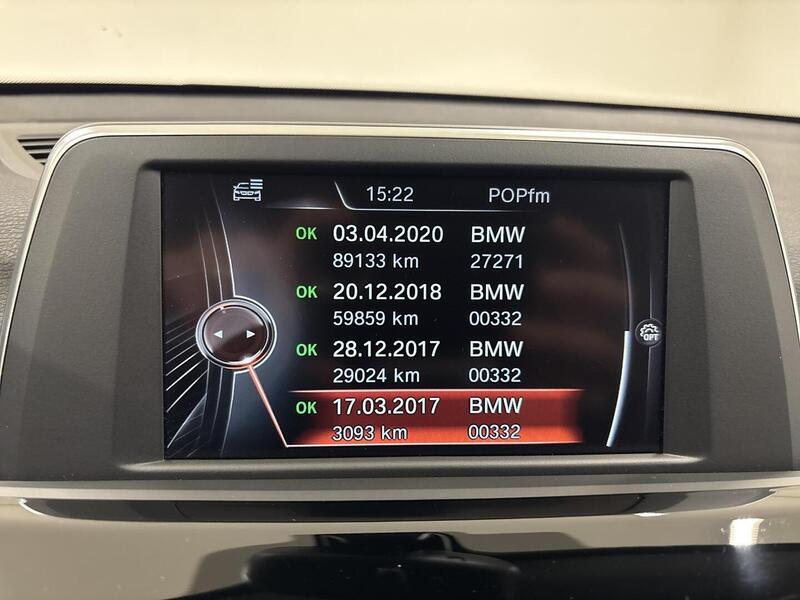 15:22 POPfm
OK 03.04.2020 BMW
89133 km 27271
OK 20.12.2018 BMW
59859 km 00332
OK 28.12.2017 BMW
29024 km 00332
OK 17.03.2017 BMW
3093 km 00332
OPT